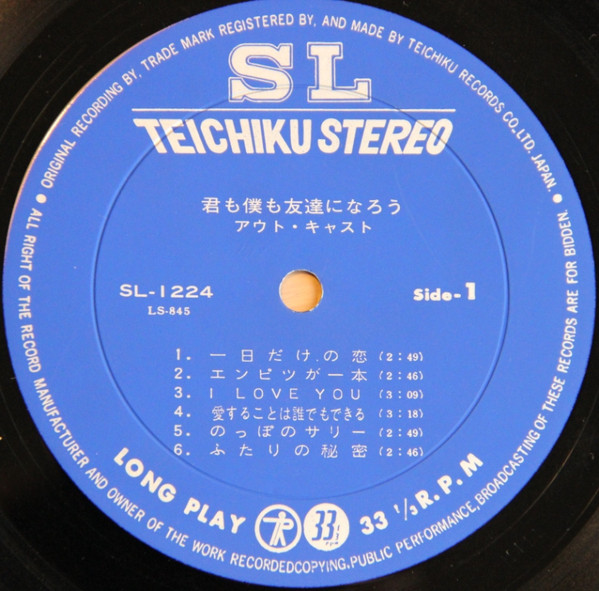 ORIGINAL RECORDING BY, TRADE MARK REGISTERED BY, AND MADE BY TEICHIKU RECORDS CO., LTD. JAPAN.
SL
TEICHIKU STEREO
君も僕も友達になろう
アウト・キャスト
SL-1224
LS-845
Side-1
1. 一日だけの恋 (2:49)
2. エンピツが一本 (2:46)
3. I LOVE YOU (3:09)
4. 愛することは誰でもできる (3:18)
5. のっぽのサリー (2:49)
6. ふたりの秘密 (2:46)
LONG PLAY
33
33 1/3 R.P.M
ALL RIGHT OF THE RECORD MANUFACTURER AND OWNER OF THE WORK RECORDEDCOPYING, PUBLIC PERFORMANCE, BROADCASTING OF THESE RECORDS ARE FOR BIDDEN.